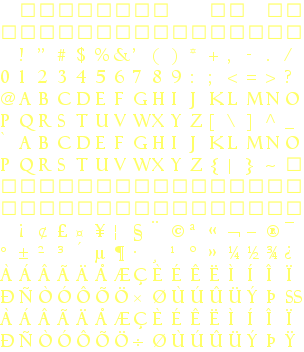 ! " # $ % & ' ( ) * + , - . /
0 1 2 3 4 5 6 7 8 9 : ; < = > ?
@ A B C D E F G H I J K L M N O
P Q R S T U V W X Y Z [ \ ] ^ _
A B C D E F G H I J K L M N O
P Q R S T U V W X Y Z { | } ~
¡ ¢ £ ¤ ¥ ¦ § ¨ © ª « ¬ - ® ¯
° ± ² ³ ´ µ ¶ · ¸ ¹ º » ¼ ½ ¾ ¿
À Á Â Ã Ä Å Æ Ç È É Ê Ë Ì Í Î Ï
Ð Ñ Ò Ó Ô Õ Ö × Ø Ù Ú Û Ü Ý Þ SS
À Á Â Ã Ä Å Æ Ç È É Ê Ë Ì Í Î Ï
Ð Ñ Ò Ó Ô Õ Ö ÷ Ø Ù Ú Û Ü Ý Þ Ÿ